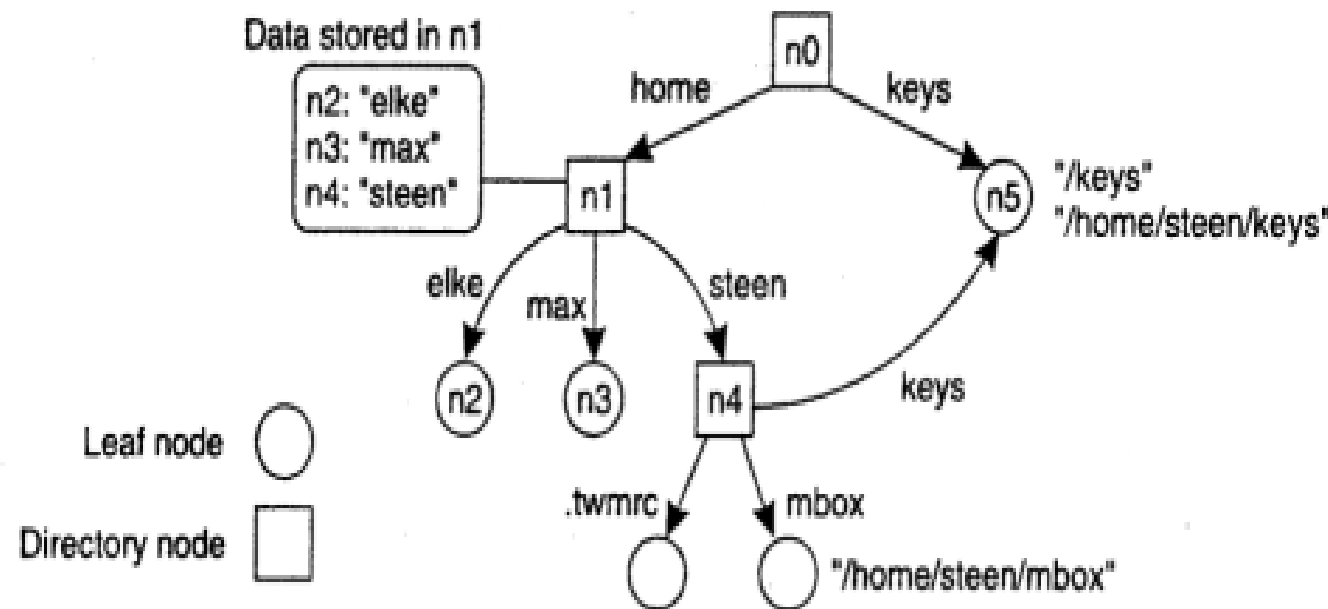 Data stored in n1
n0
n2: "elke"
n3: "max"
n4: "steen"
home
keys
n1
n5
"/keys"
"/home/steen/keys"
elke
max
steen
n2
n3
n4
keys
Leaf node
.twmrc
mbox
Directory node
"/home/steen/mbox"